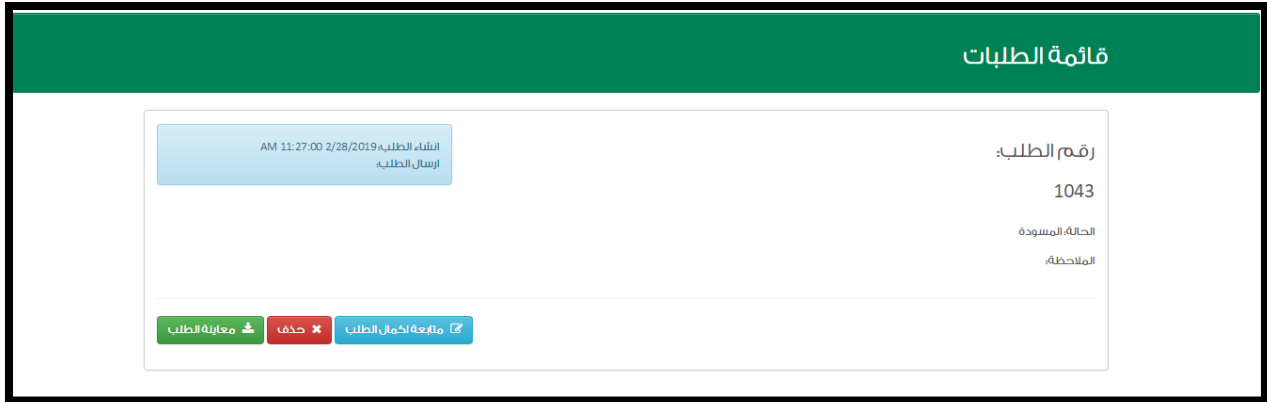 قائمة الطلبات
رقم الطلب:
1043
الحالة: المسودة
الملاحظة:
انشاء الطلب: 2/28/2019 11:27:00 AM
ارسال الطلب:
متابعة اكمال الطلب
حذف
معاينة الطلب